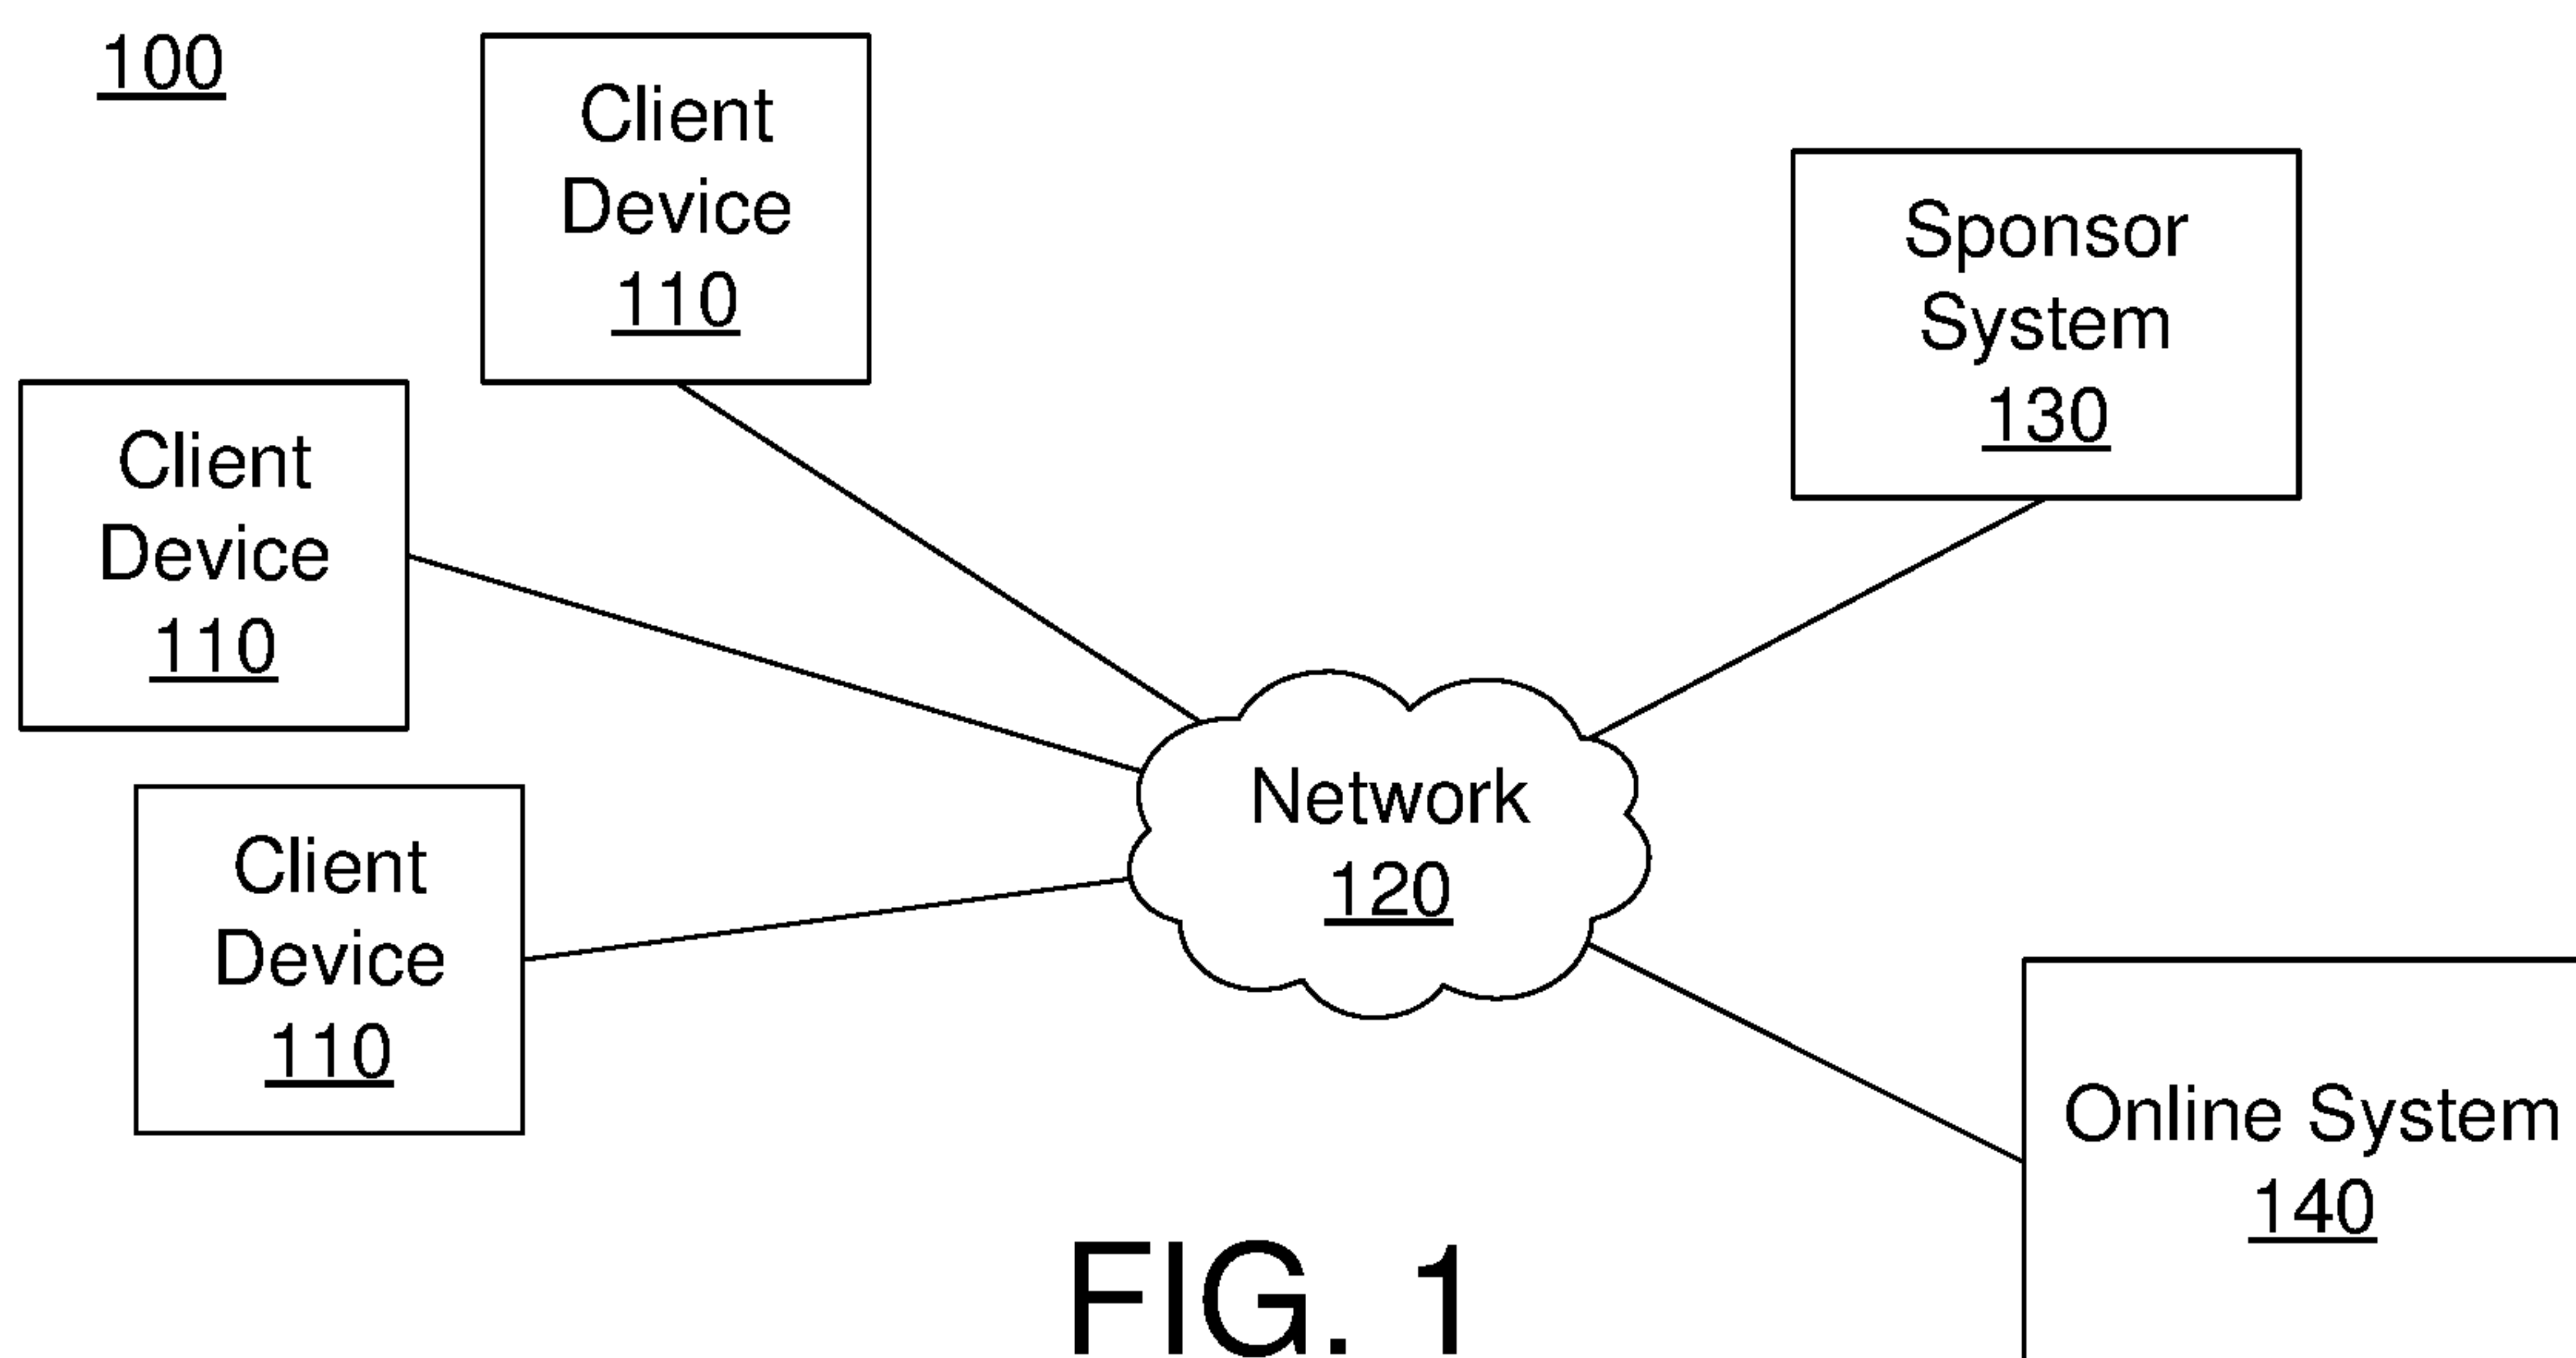 100
Client
Device
110
Sponsor
System
130
Client
Device
110
Network
120
Client
Device
110
Online System
140
FIG. 1